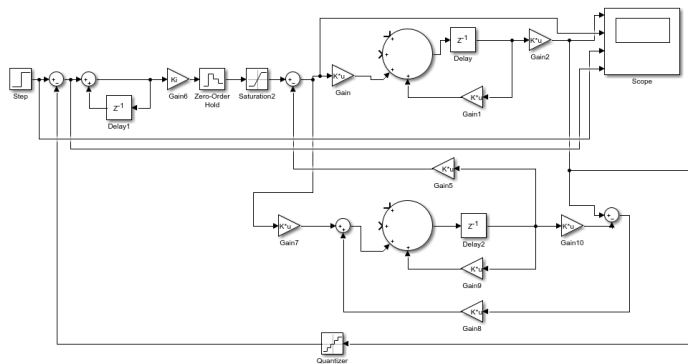 Step
+
−
+
+
Z⁻¹
Delay1
Ki
Gain6
Zero-Order
Hold
Saturation2
+
−
K*u
Gain
+
+
+
Z⁻¹
Delay
K*u
Gain1
K*u
Gain2
Scope
K*u
Gain5
K*u
Gain7
+
+
+
+
+
Z⁻¹
Delay2
K*u
Gain9
K*u
Gain8
K*u
Gain10
+
−
Quantizer